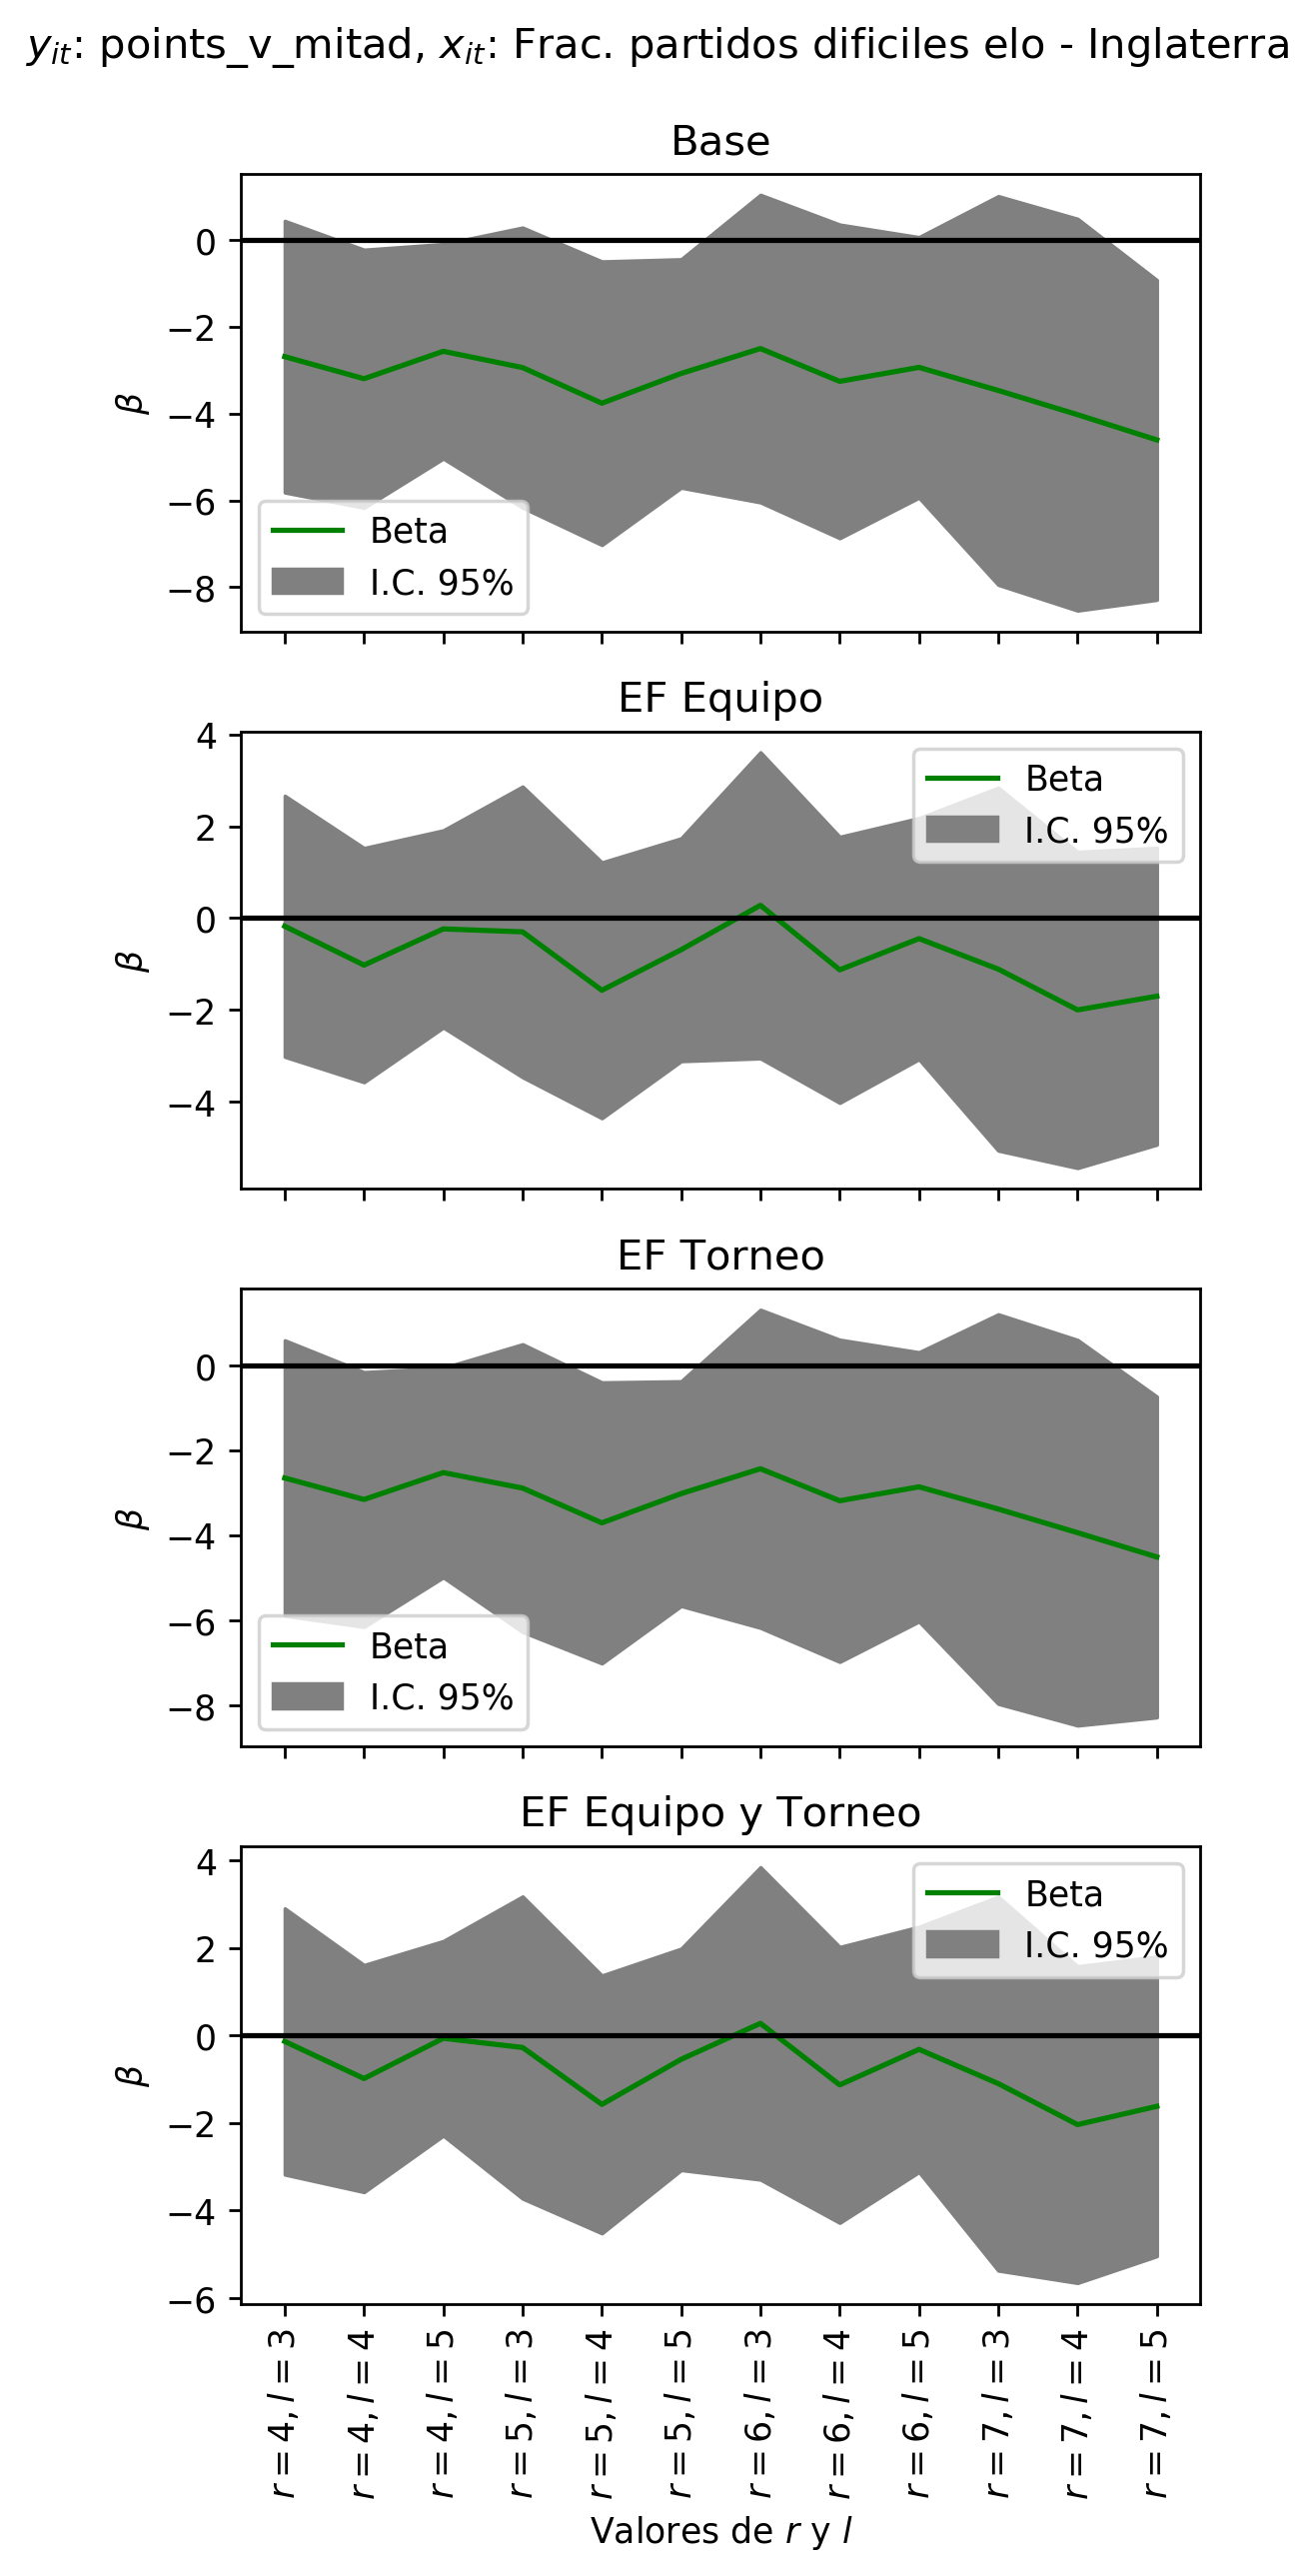 y_it: points_v_mitad, x_it: Frac. partidos dificiles elo - Inglaterra
Base
0
−2
−4
−6
−8
β
Beta
I.C. 95%
EF Equipo
4
2
0
−2
−4
β
Beta
I.C. 95%
EF Torneo
0
−2
−4
−6
−8
β
Beta
I.C. 95%
EF Equipo y Torneo
4
2
0
−2
−4
−6
β
Beta
I.C. 95%
r = 4, l = 3
r = 4, l = 4
r = 4, l = 5
r = 5, l = 3
r = 5, l = 4
r = 5, l = 5
r = 6, l = 3
r = 6, l = 4
r = 6, l = 5
r = 7, l = 3
r = 7, l = 4
r = 7, l = 5
Valores de r y l